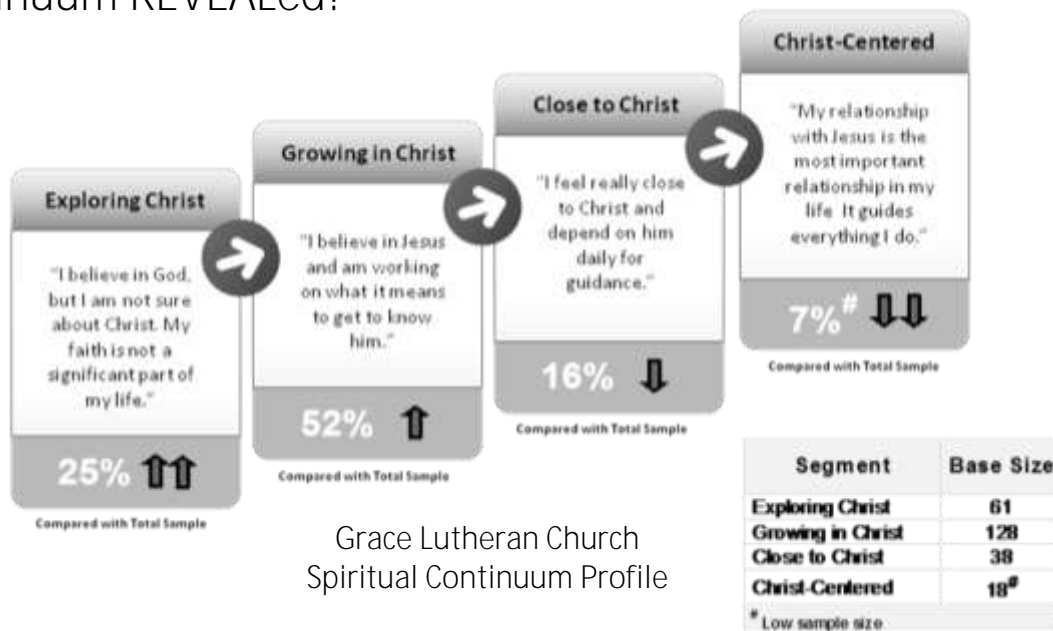 REVEALed!
Exploring Christ
"I believe in God,
but I am not sure
about Christ. My
faith is not a
significant part of
my life."
25%
Compared with Total Sample
Growing in Christ
"I believe in Jesus
and am working
on what it means
to get to know
him."
52%
Compared with Total Sample
Close to Christ
"I feel really close
to Christ and
depend on him
daily for
guidance."
16%
Compared with Total Sample
Christ-Centered
"My relationship
with Jesus is the
most important
relationship in my
life It guides
everything I do."
7%#
Compared with Total Sample
Grace Lutheran Church
Spiritual Continuum Profile
Segment Base Size
Exploring Christ 61
Growing in Christ 128
Close to Christ 38
Christ-Centered 18#
# Low sample size